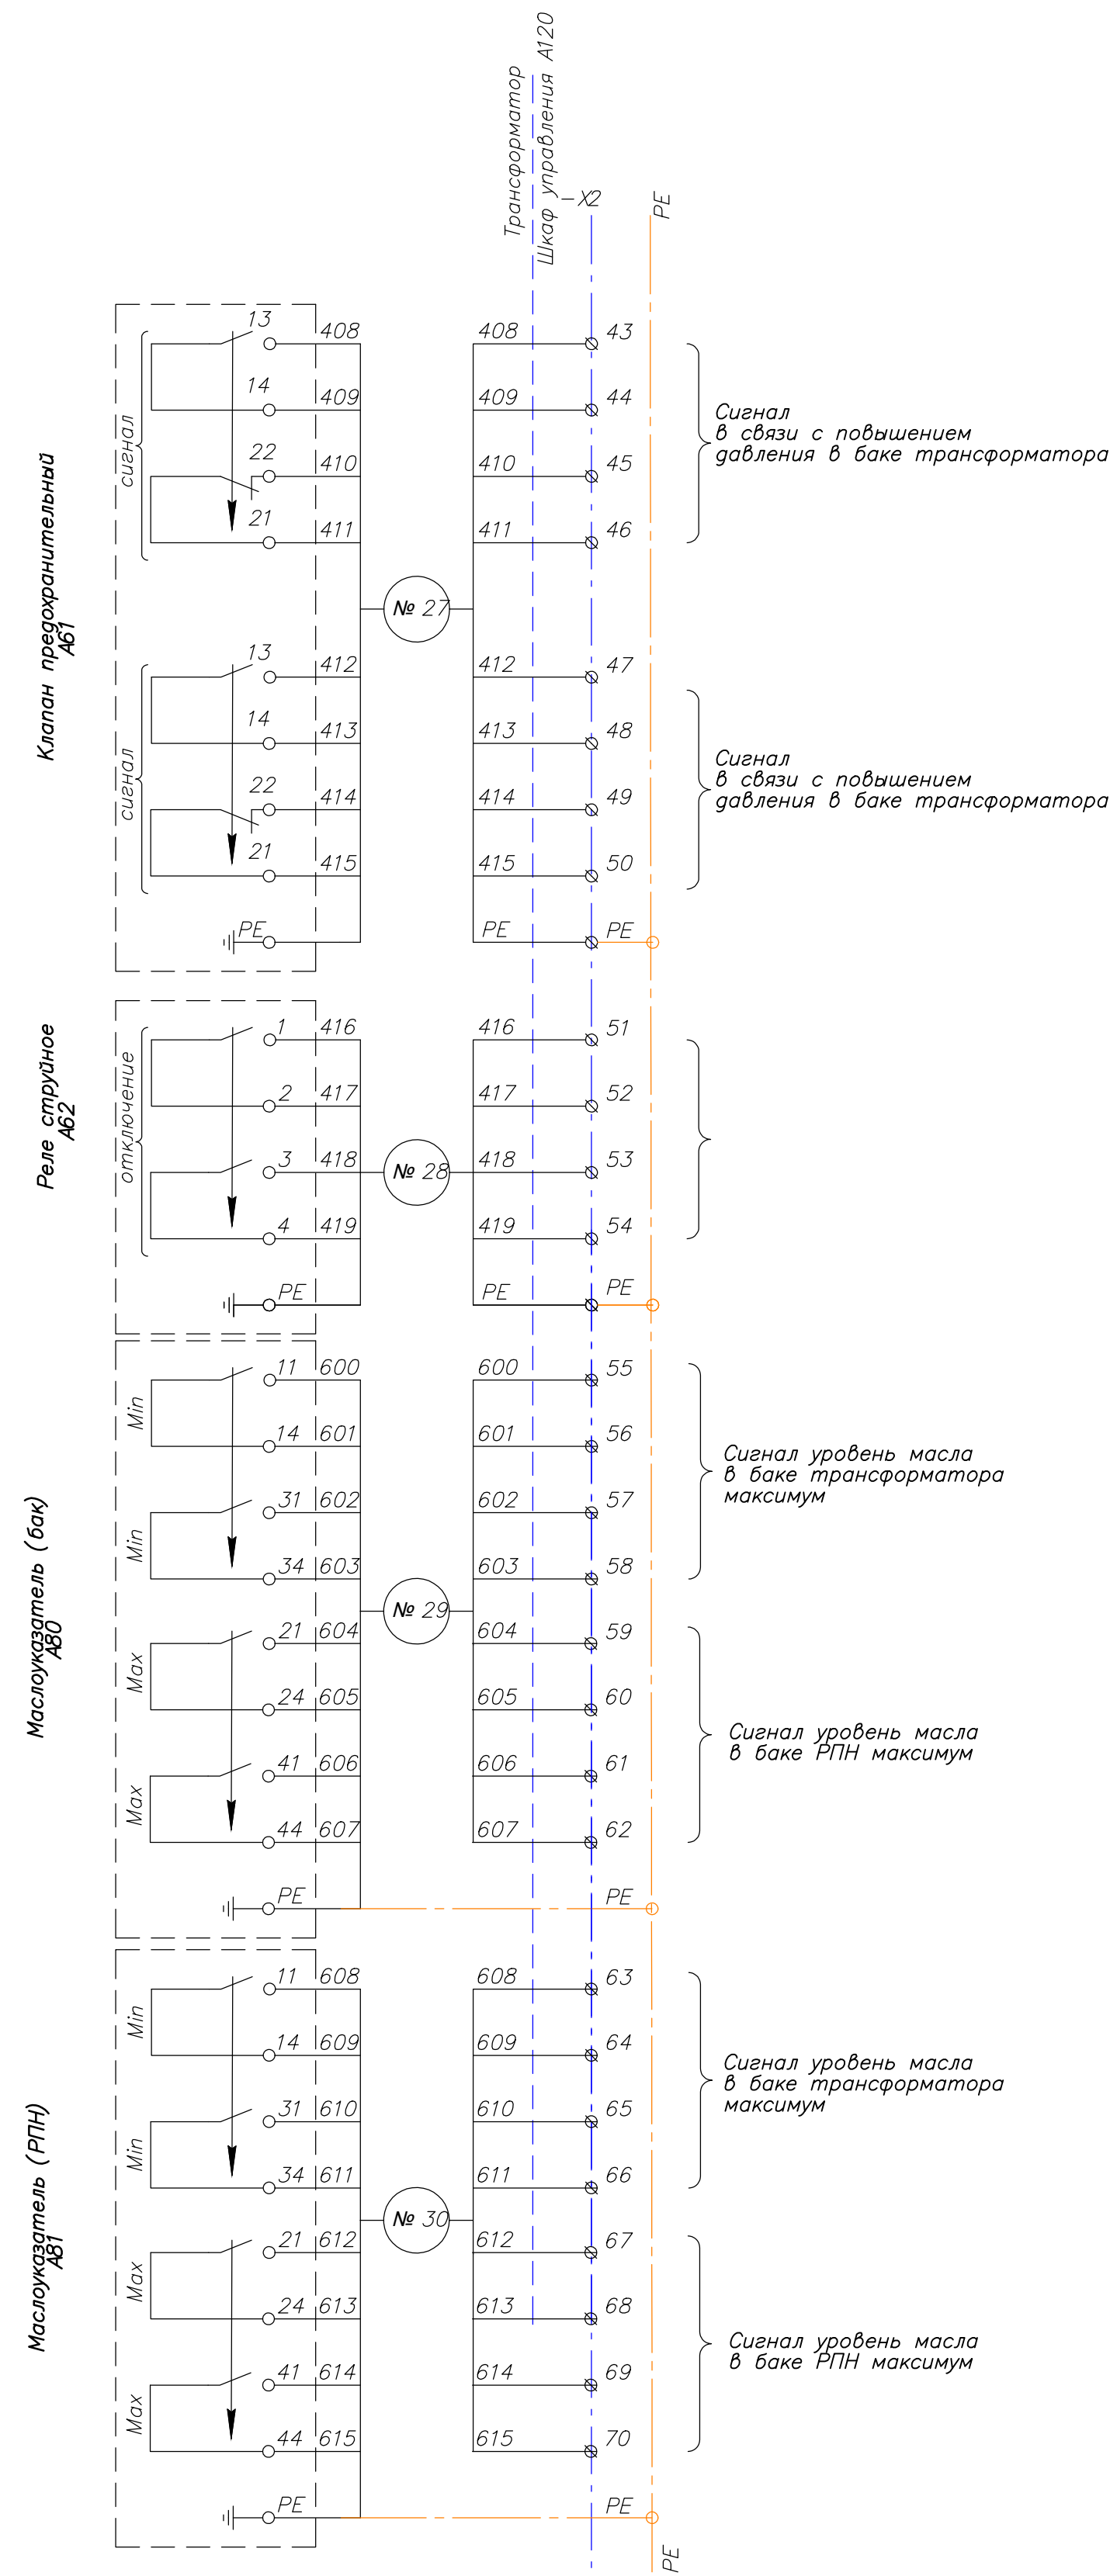 Трансформатор
Шкаф управления А120
-X2
PE
Клапан предохранительный
А61
сигнал
13 408 408 43
14 409 409 44
22 410 410 45
21 411 411 46
Сигнал
в связи с повышением
давления в баке трансформатора
№ 27
сигнал
13 412 412 47
14 413 413 48
22 414 414 49
21 415 415 50
PE PE PE
Сигнал
в связи с повышением
давления в баке трансформатора
Реле струйное
А62
отключение
1 416 416 51
2 417 417 52
3 418 № 28 418 53
4 419 419 54
PE PE PE
Маслоуказатель (бак)
А80
Min
11 600 600 55
14 601 601 56
Min
31 602 602 57
34 603 603 58
Сигнал уровень масла
в баке трансформатора
максимум
№ 29
Max
21 604 604 59
24 605 605 60
Max
41 606 606 61
44 607 607 62
PE PE
Сигнал уровень масла
в баке РПН максимум
Маслоуказатель (РПН)
А81
Min
11 608 608 63
14 609 609 64
Min
31 610 610 65
34 611 611 66
Сигнал уровень масла
в баке трансформатора
максимум
№ 30
Max
21 612 612 67
24 613 613 68
Max
41 614 614 69
44 615 615 70
PE PE
Сигнал уровень масла
в баке РПН максимум
PE